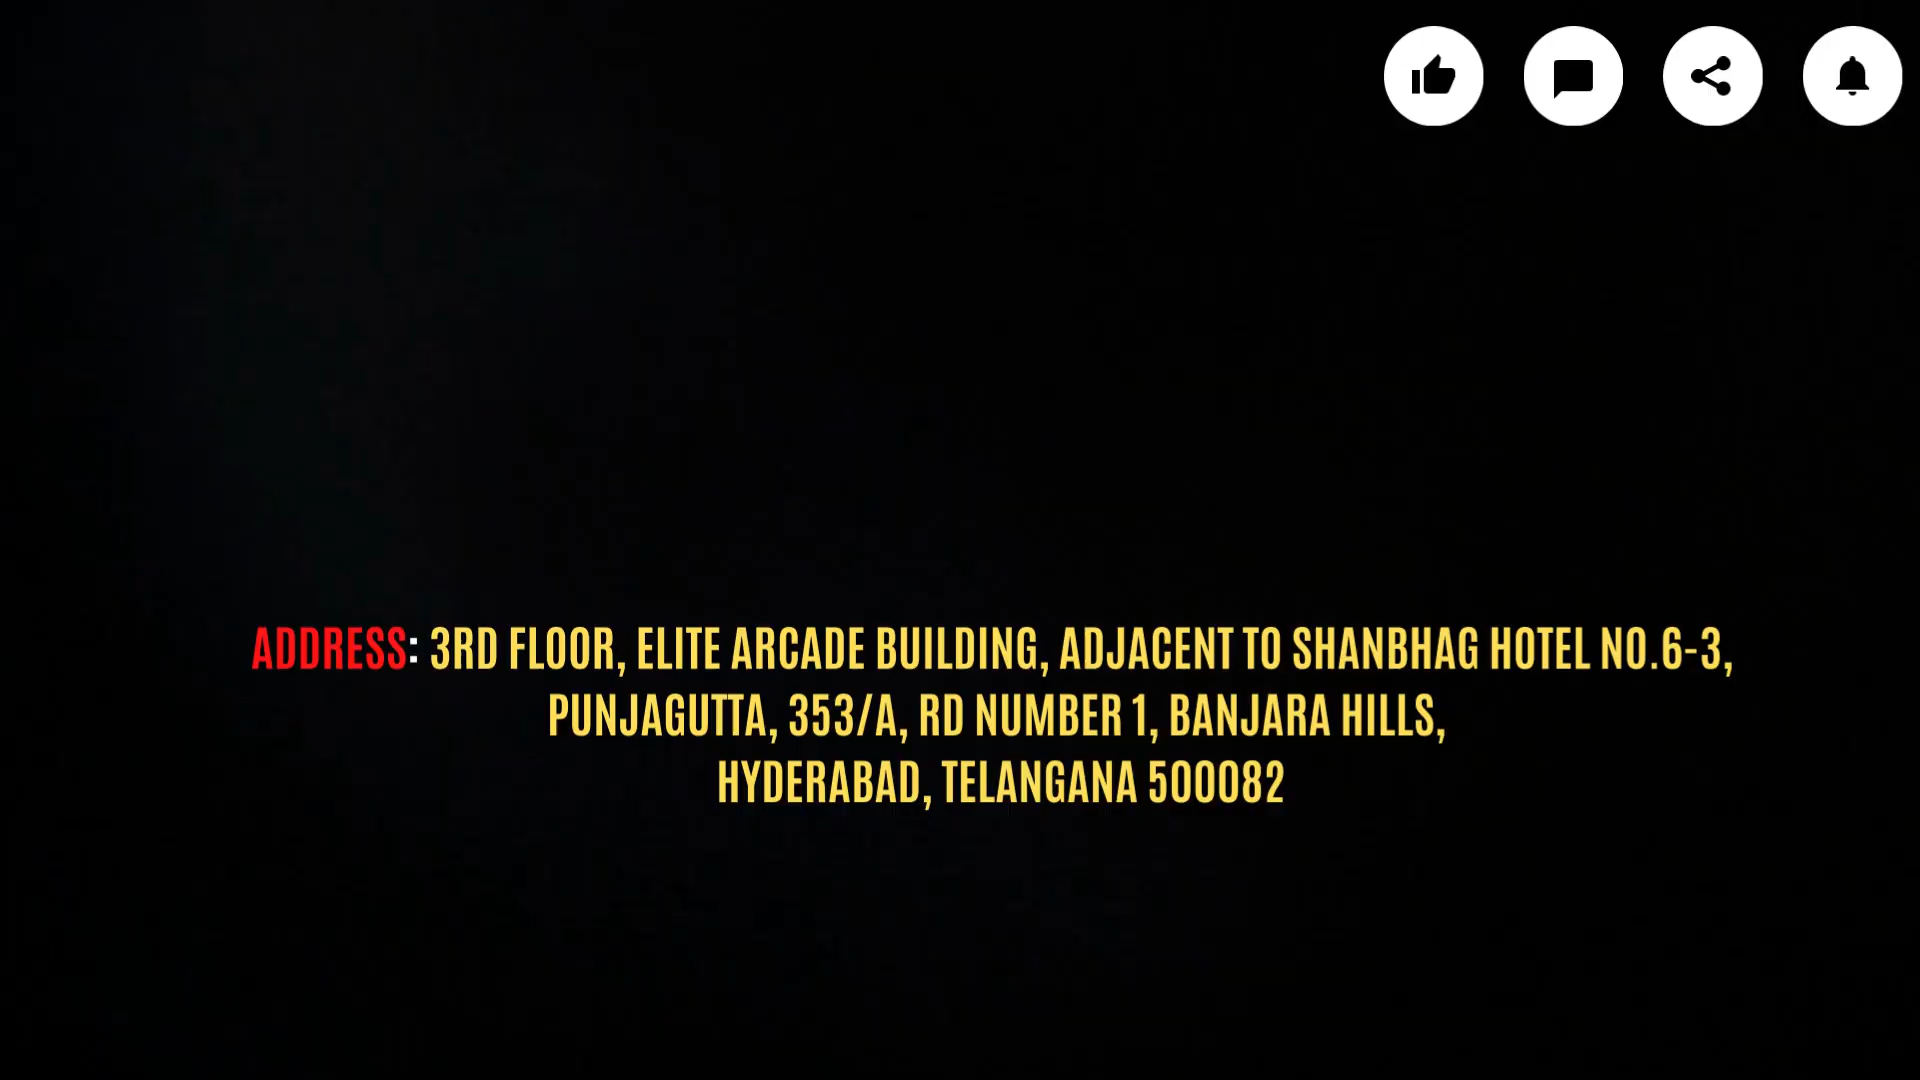 ADDRESS: 3RD FLOOR, ELITE ARCADE BUILDING, ADJACENT TO SHANBHAG HOTEL NO.6-3,
PUNJAGUTTA, 353/A, RD NUMBER 1, BANJARA HILLS,
HYDERABAD, TELANGANA 500082